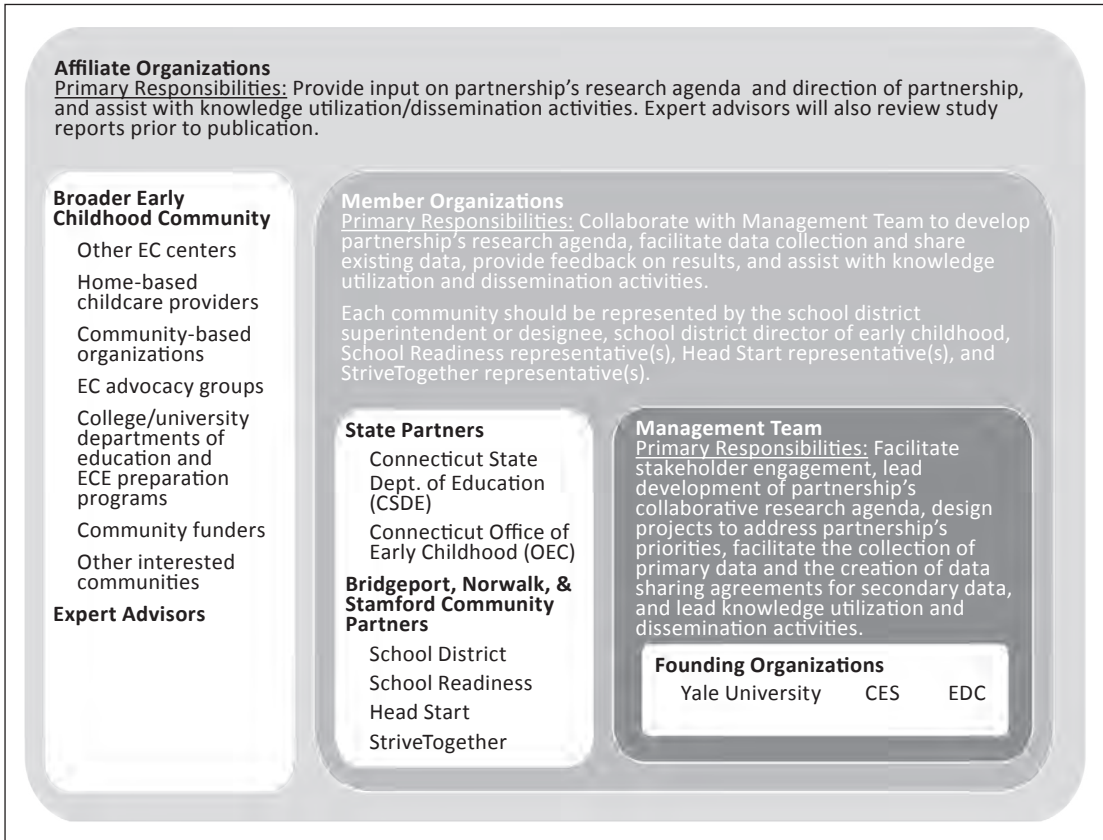 Affiliate Organizations
Primary Responsibilities: Provide input on partnership's research agenda and direction of partnership,
and assist with knowledge utilization/dissemination activities. Expert advisors will also review study
reports prior to publication.
Broader Early
Childhood Community
Other EC centers
Home-based
childcare providers
Community-based
organizations
EC advocacy groups
College/university
departments of
education and
ECE preparation
programs
Community funders
Other interested
communities
Expert Advisors
Member Organizations
Primary Responsibilities: Collaborate with Management Team to develop
partnership's research agenda, facilitate data collection and share
existing data, provide feedback on results, and assist with knowledge
utilization and dissemination activities.
Each community should be represented by the school district
superintendent or designee, school district director of early childhood,
School Readiness representative(s), Head Start representative(s), and
StriveTogether representative(s).
State Partners
Connecticut State
Dept. of Education
(CSDE)
Connecticut Office of
Early Childhood (OEC)
Bridgeport, Norwalk, &
Stamford Community
Partners
School District
School Readiness
Head Start
StriveTogether
Management Team
Primary Responsibilities: Facilitate
stakeholder engagement, lead
development of partnership's
collaborative research agenda, design
projects to address partnership's
priorities, facilitate the collection of
primary data and the creation of data
sharing agreements for secondary data,
and lead knowledge utilization and
dissemination activities.
Founding Organizations
Yale University CES EDC